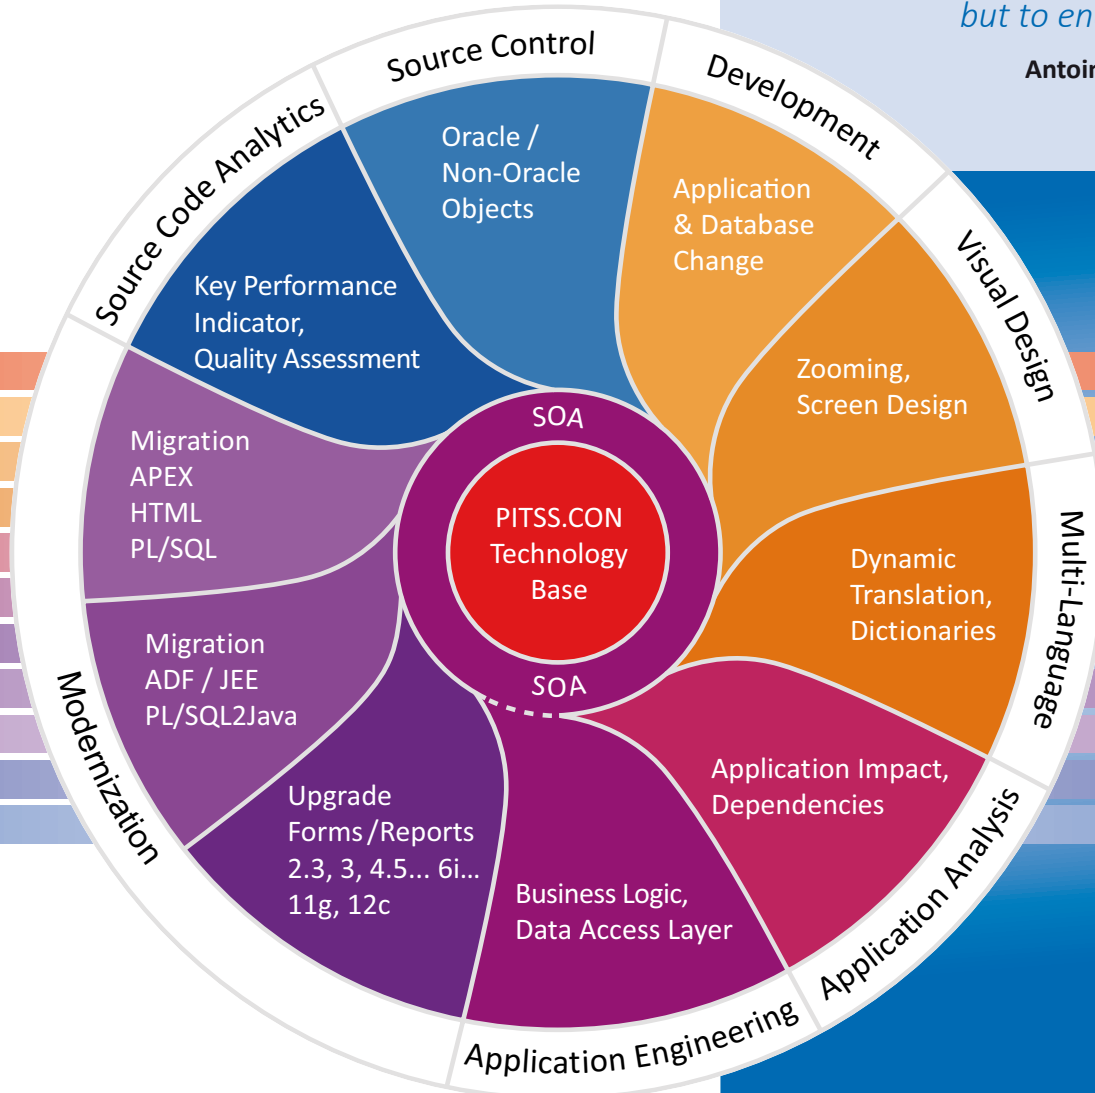 but to en
Antoin
Source Control
Development
Visual Design
Multi-Language
Application Analysis
Application Engineering
Modernization
Source Code Analytics
Oracle /
Non-Oracle
Objects
Application
& Database
Change
Zooming,
Screen Design
Dynamic
Translation,
Dictionaries
Application Impact,
Dependencies
Business Logic,
Data Access Layer
Upgrade
Forms/Reports
2.3, 3, 4.5... 6i...
11g, 12c
Migration
ADF / JEE
PL/SQL2Java
Migration
APEX
HTML
PL/SQL
Key Performance
Indicator,
Quality Assessment
SOA
PITSS.CON
Technology
Base
SOA